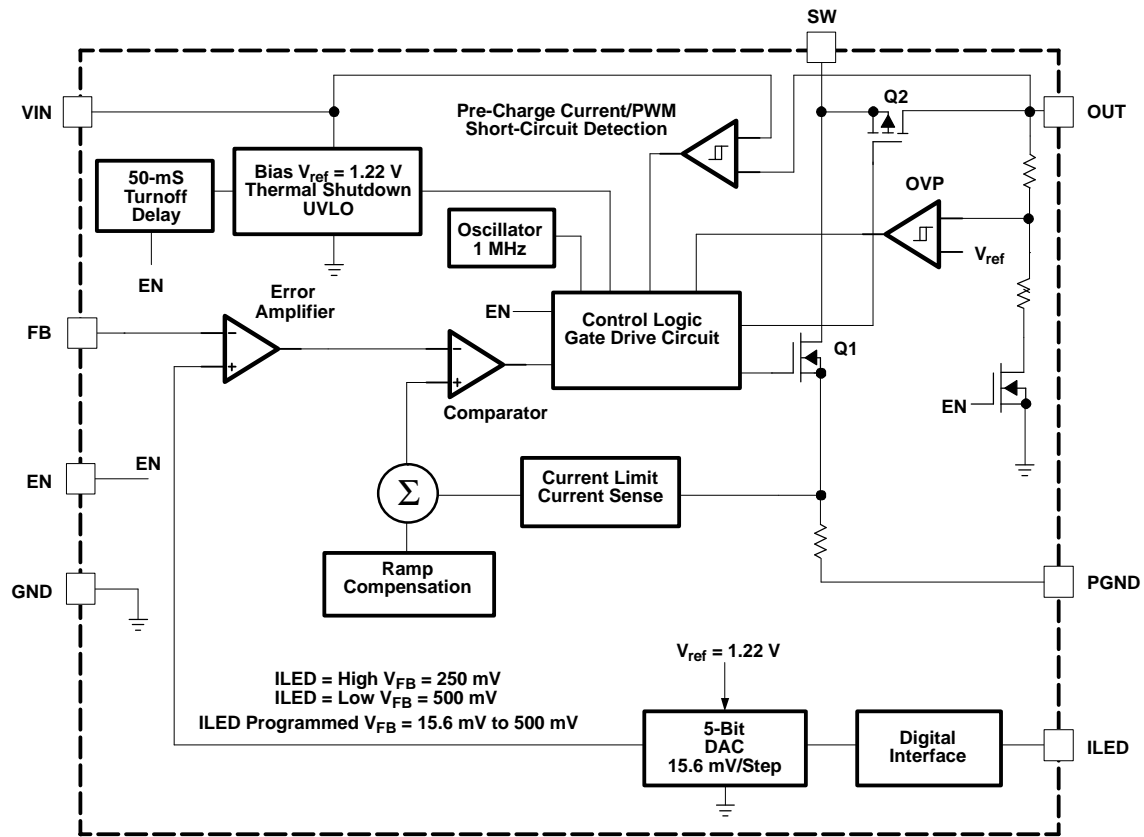 SW
VIN
OUT
Q2
Pre-Charge Current/PWM
Short-Circuit Detection
50-mS
Turnoff
Delay
Bias Vref = 1.22 V
Thermal Shutdown
UVLO
OVP
Vref
Oscillator
1 MHz
EN
Error
Amplifier
FB
EN
Control Logic
Gate Drive Circuit
Q1
Comparator
EN
EN
EN
Σ
Current Limit
Current Sense
Ramp
Compensation
GND
PGND
Vref = 1.22 V
ILED = High VFB = 250 mV
ILED = Low VFB = 500 mV
ILED Programmed VFB = 15.6 mV to 500 mV
5-Bit
DAC
15.6 mV/Step
Digital
Interface
ILED
−
+
−
+